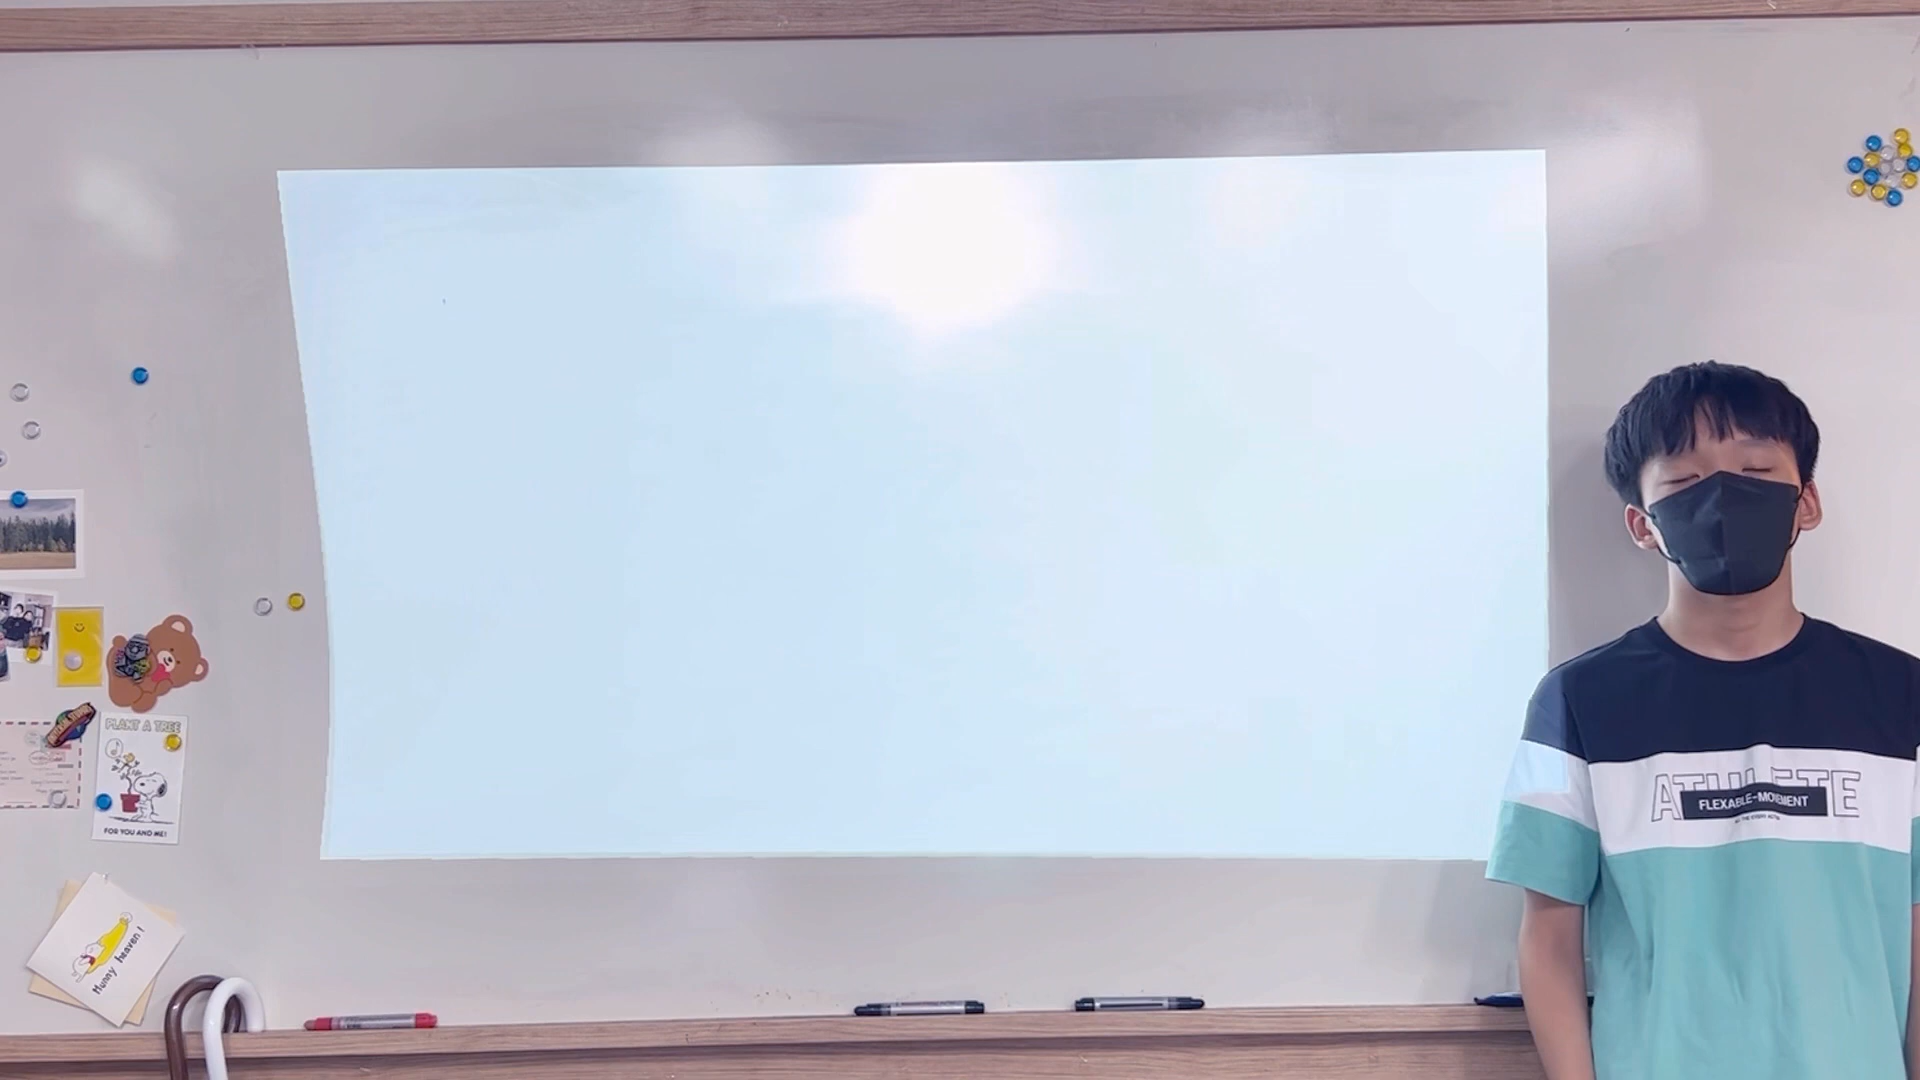 PLANT A TREE
FOR YOU AND ME!
Hunny heaven!
ATHLETE
FLEXABLE-MOVEMENT